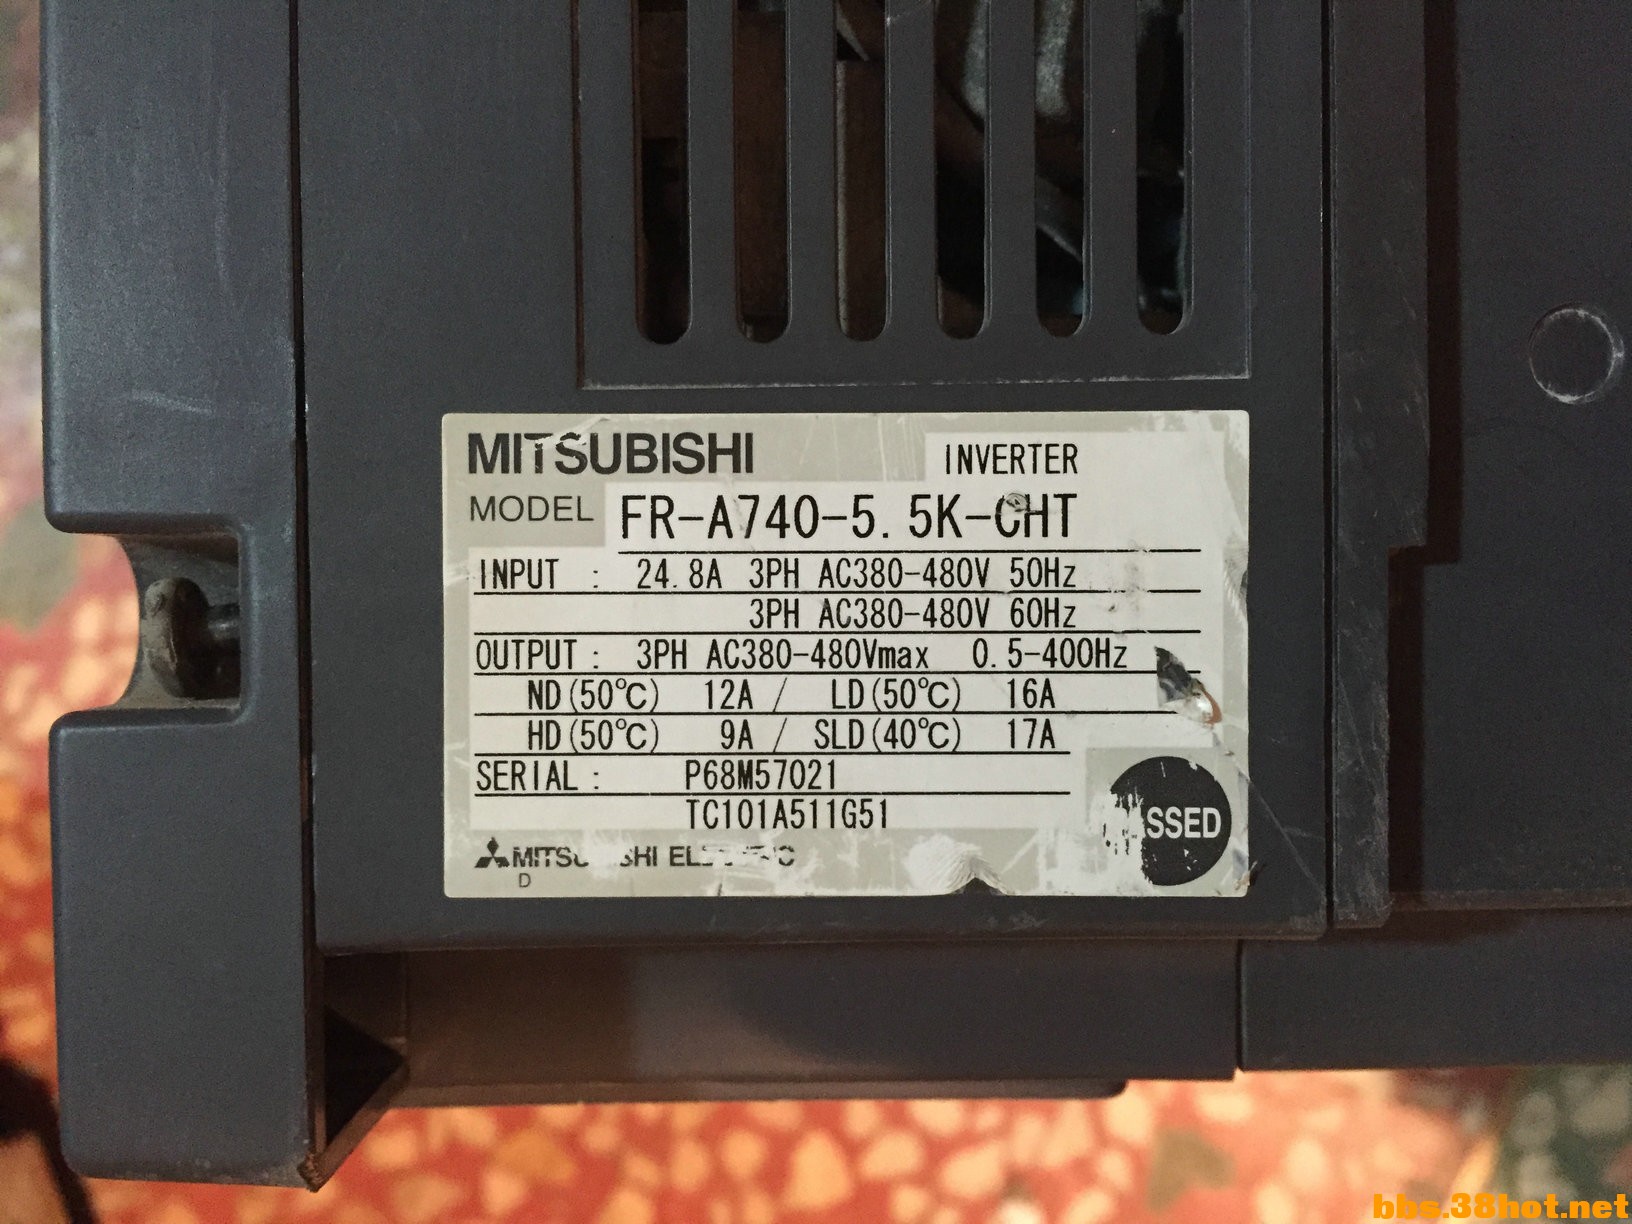 MITSUBISHI INVERTER
MODEL FR-A740-5.5K-CHT
INPUT : 24.8A 3PH AC380-480V 50Hz
3PH AC380-480V 60Hz
OUTPUT : 3PH AC380-480Vmax 0.5-400Hz
ND(50℃) 12A / LD(50℃) 16A
HD(50℃) 9A / SLD(40℃) 17A
SERIAL : P68M57021
TC101A511G51
SSED
MITSUBISHI ELECTRIC
D
bbs.38hot.net